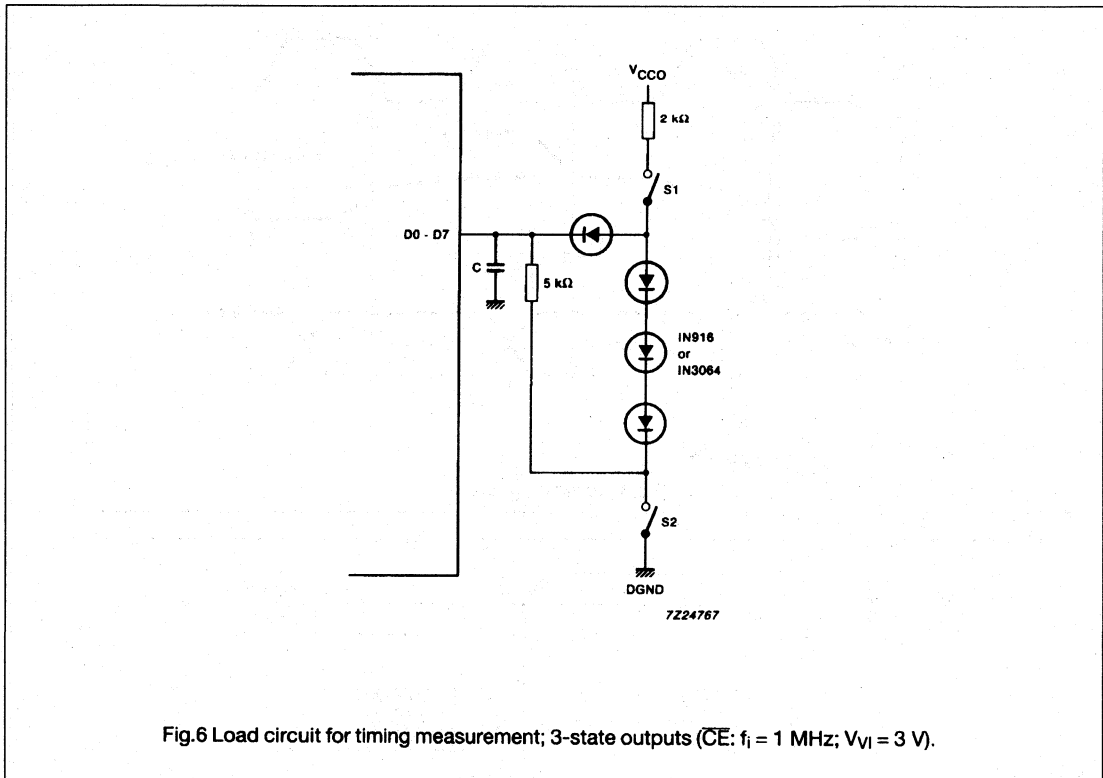 VCCO
2 kΩ
S1
D0 - D7
C
5 kΩ
IN916
or
IN3064
S2
DGND
7Z24767
Fig.6 Load circuit for timing measurement; 3-state outputs (C̅E̅: fi = 1 MHz; VVI = 3 V).